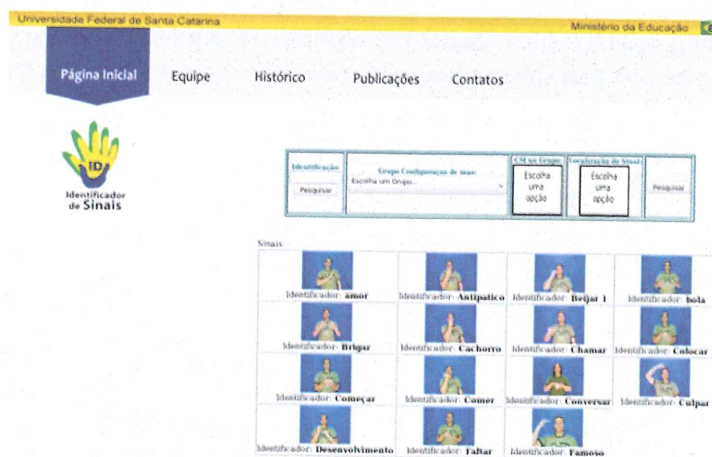 Universidade Federal de Santa Catarina
Ministério da Educação
Página Inicial
Equipe
Histórico
Publicações
Contatos
ID
Identificador
de Sinais
Identificação
Pesquisar
Grupo Configuração de mao:
Escolha um Grupo...
CM no Grupo:
Escolha
uma
opção
Localização do Sinal:
Escolha
uma
opção
Pesquisar
Sinais:
Identificador: amor
Identificador: Antipatico
Identificador: Beijar 1
Identificador: bola
Identificador: Brigar
Identificador: Cachorro
Identificador: Chamar
Identificador: Colocar
Identificador: Começar
Identificador: Comer
Identificador: Conversar
Identificador: Culpar
Identificador: Desenvolvimento
Identificador: Faltar
Identificador: Famoso